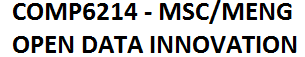 COMP6214 - MSC/MENG
OPEN DATA INNOVATION